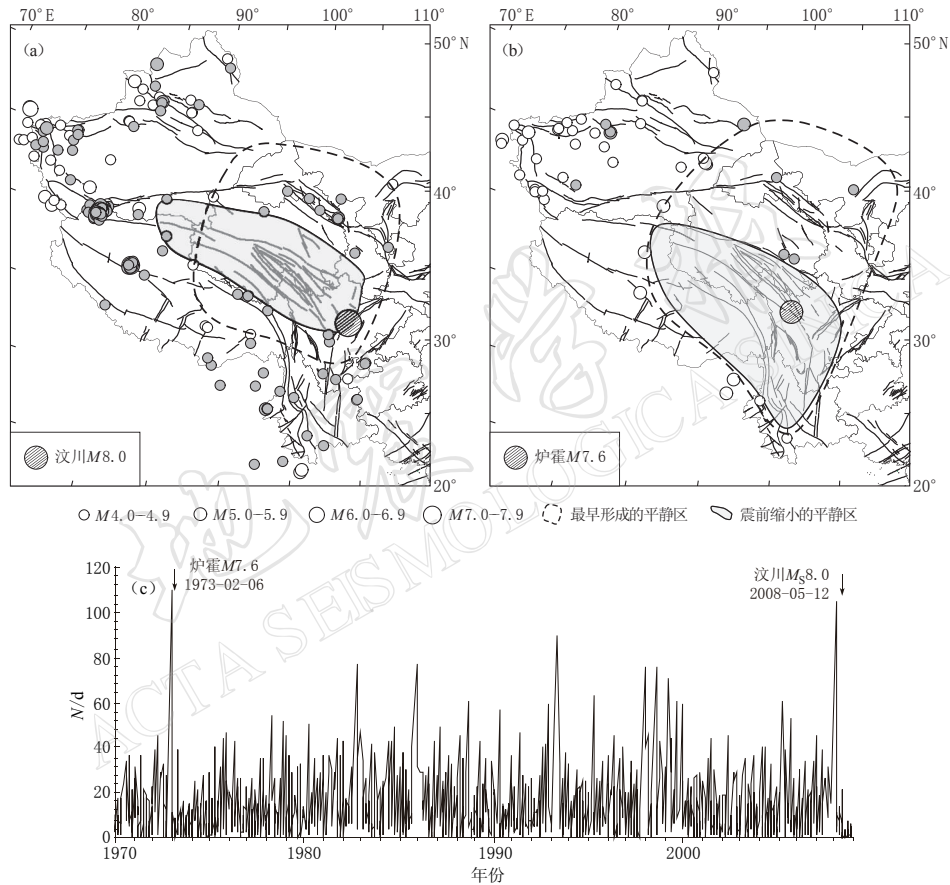 70°E 80° 90° 100° 110° 70°E 80° 90° 100° 110°
(a) 50°N (b) 50°N
40° 40°
30° 30°
汶川M8.0 炉霍M7.6
20° 20°
M4.0-4.9 M5.0-5.9 M6.0-6.9 M7.0-7.9 最早形成的平静区 震前缩小的平静区
120 (c) 炉霍M7.6 汶川MS8.0
1973-02-06 2008-05-12
100
80
N/d
60
40
20
0
1970 1980 1990 2000
年份
ACTA SEISMOLOGICA SINICA